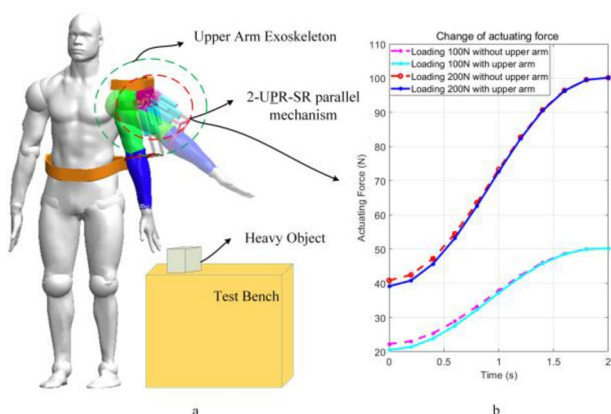 Upper Arm Exoskeleton
2-UPR-SR parallel
mechanism
Heavy Object
Test Bench
a
Change of actuating force
110
100
90
80
70
60
50
40
30
20
Actuating Force (N)
Loading 100N without upper arm
Loading 100N with upper arm
Loading 200N without upper arm
Loading 200N with upper arm
0
0.5
1
1.5
2
Time (s)
b